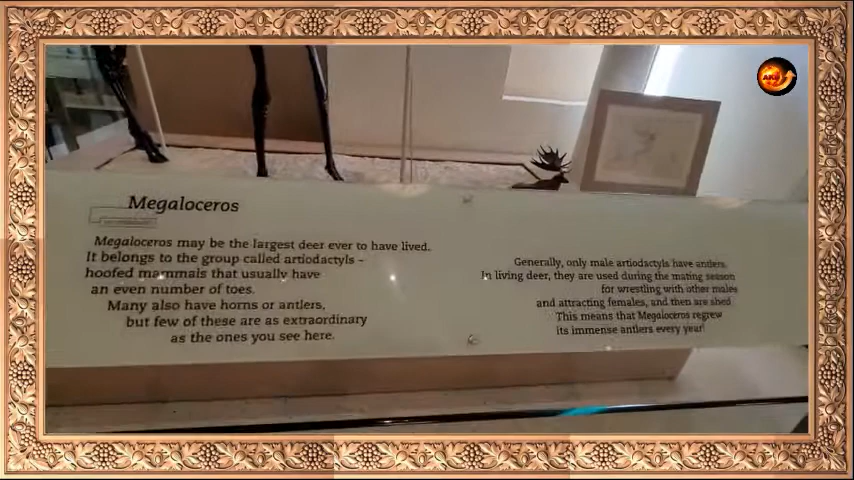 Megaloceros
Megaloceros may be the largest deer ever to have lived.
It belongs to the group called artiodactyls –
hoofed mammals that usually have
an even number of toes.
Many also have horns or antlers,
but few of these are as extraordinary
as the ones you see here.
Generally, only male artiodactyls have antlers.
In living deer, they are used during the mating season
for wrestling with other males
and attracting females, and then are shed
This means that Megaloceros regrew
its immense antlers every year!